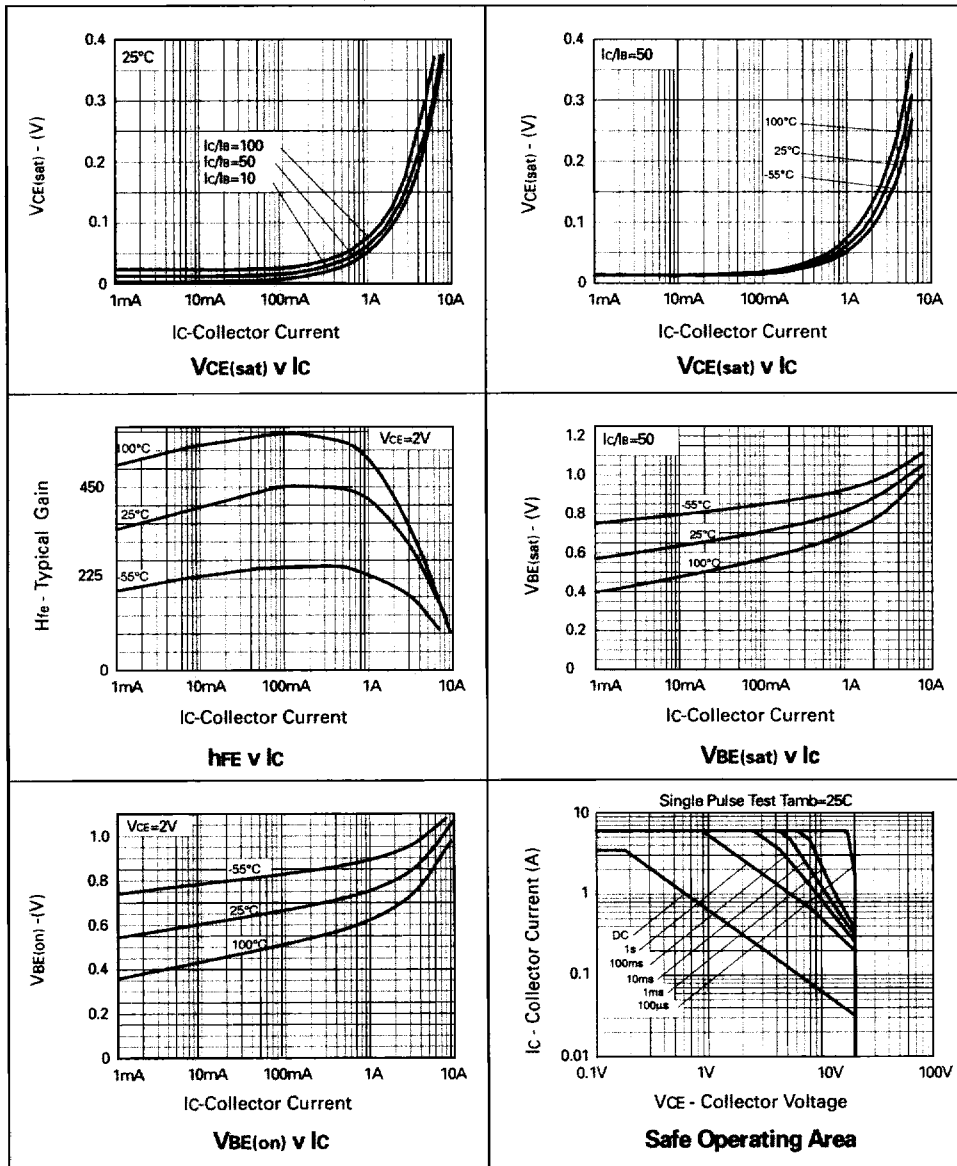 0.4
25°C
0.3
0.2
0.1
0
VCE(sat) - (V)
IC/IB=100
IC/IB=50
IC/IB=10
1mA 10mA 100mA 1A 10A
IC-Collector Current
VCE(sat) v IC
0.4
IC/IB=50
0.3
0.2
0.1
0
VCE(sat) - (V)
100°C
25°C
-55°C
1mA 10mA 100mA 1A 10A
IC-Collector Current
VCE(sat) v IC
VCE=2V
100°C
450
25°C
225
-55°C
0
Hfe - Typical Gain
1mA 10mA 100mA 1A 10A
IC-Collector Current
hFE v IC
1.2
IC/IB=50
1.0
0.8
0.6
0.4
0.2
0
VBE(sat) - (V)
-55°C
25°C
100°C
1mA 10mA 100mA 1A 10A
IC-Collector Current
VBE(sat) v IC
VCE=2V
1.0
0.8
0.6
0.4
0.2
0
VBE(on) -(V)
-55°C
25°C
100°C
1mA 10mA 100mA 1A 10A
IC-Collector Current
VBE(on) v IC
Single Pulse Test Tamb=25C
10
1
0.1
0.01
IC - Collector Current (A)
DC
1s
100ms
10ms
1ms
100µs
0.1V 1V 10V 100V
VCE - Collector Voltage
Safe Operating Area